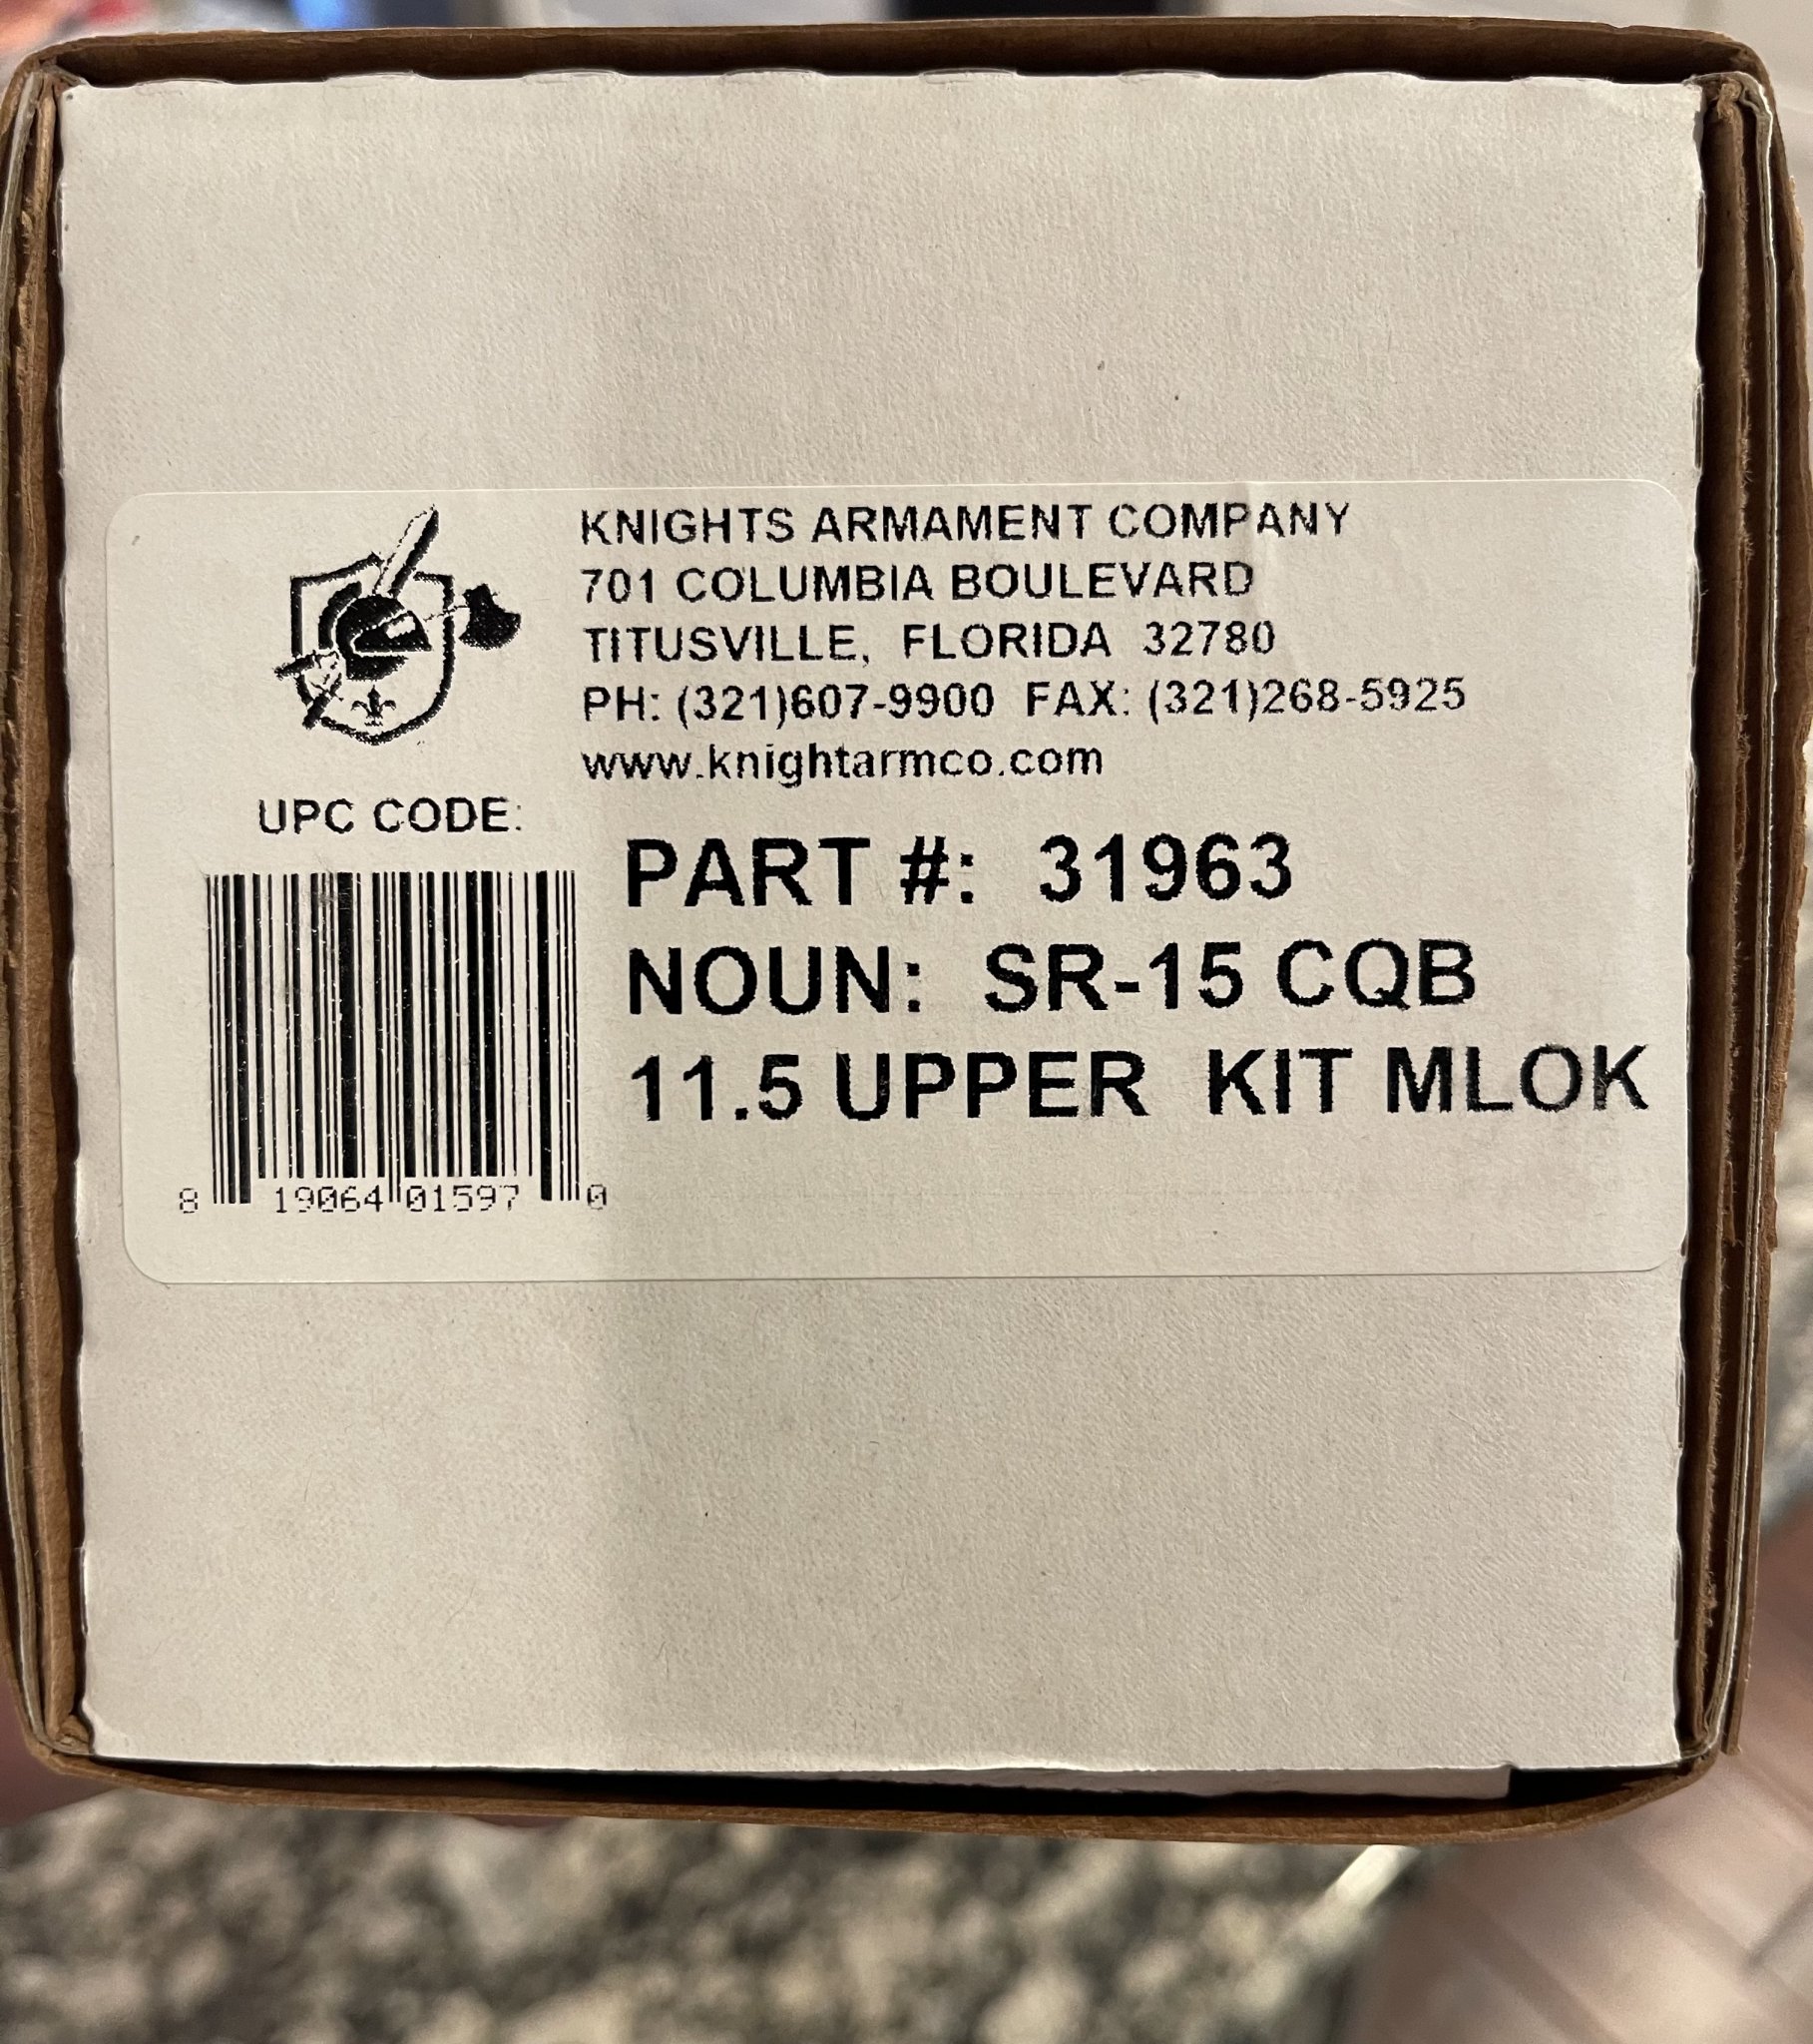 KNIGHTS ARMAMENT COMPANY
701 COLUMBIA BOULEVARD
TITUSVILLE, FLORIDA 32780
PH: (321)607-9900 FAX: (321)268-5925
www.knightarmco.com
UPC CODE:
PART #: 31963
NOUN: SR-15 CQB
11.5 UPPER KIT MLOK
8 19064 01597 0